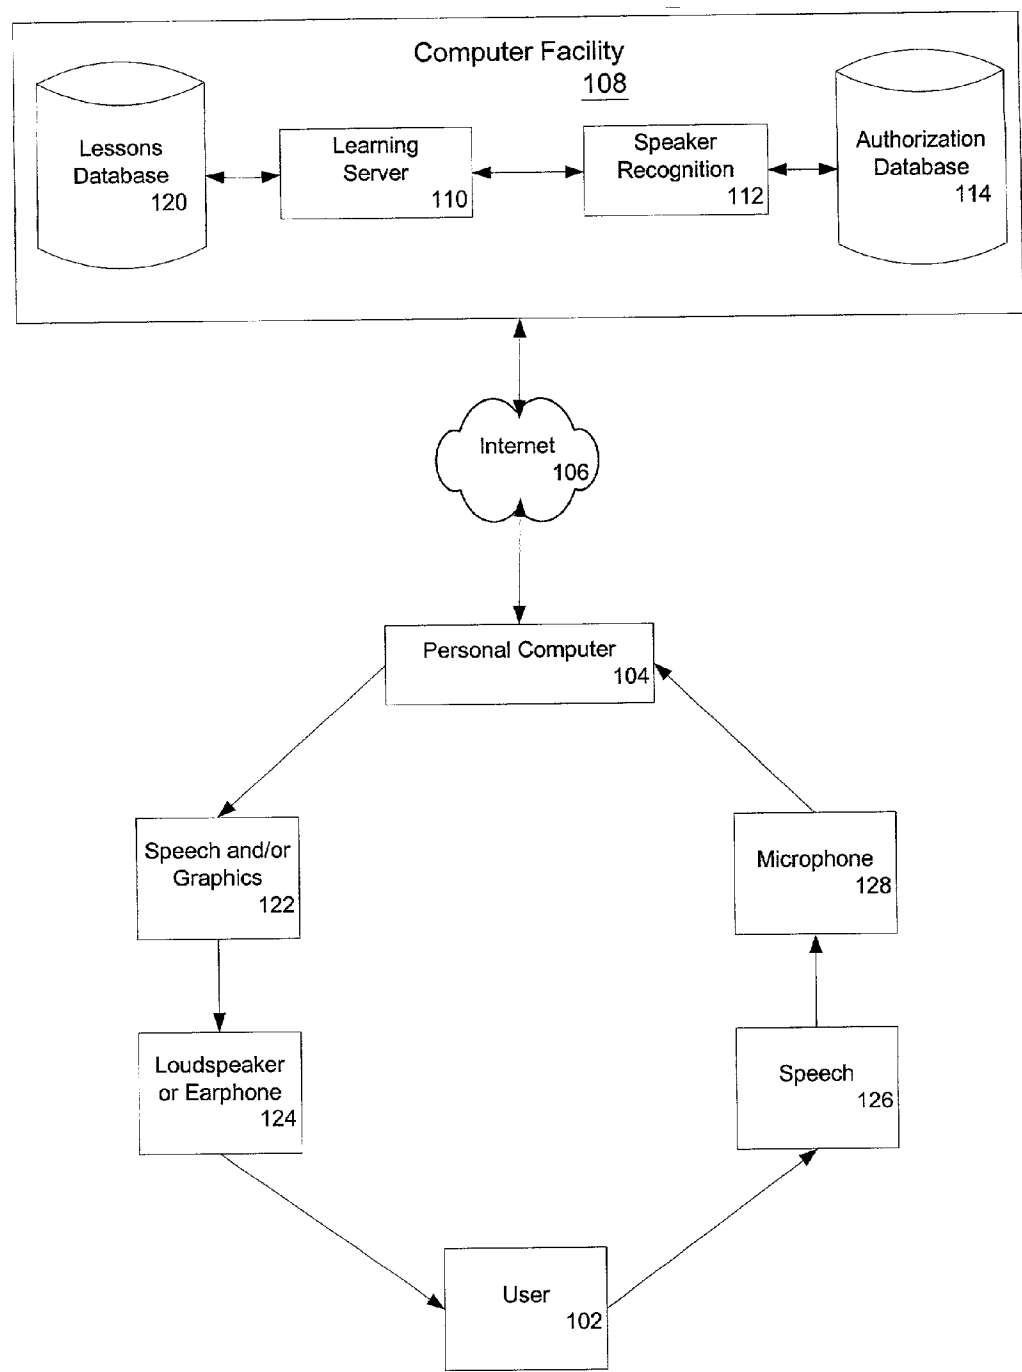 Computer Facility
108
Lessons
Database
120
Learning
Server
110
Speaker
Recognition
112
Authorization
Database
114
Internet
106
Personal Computer
104
Speech and/or
Graphics
122
Microphone
128
Loudspeaker
or Earphone
124
Speech
126
User
102